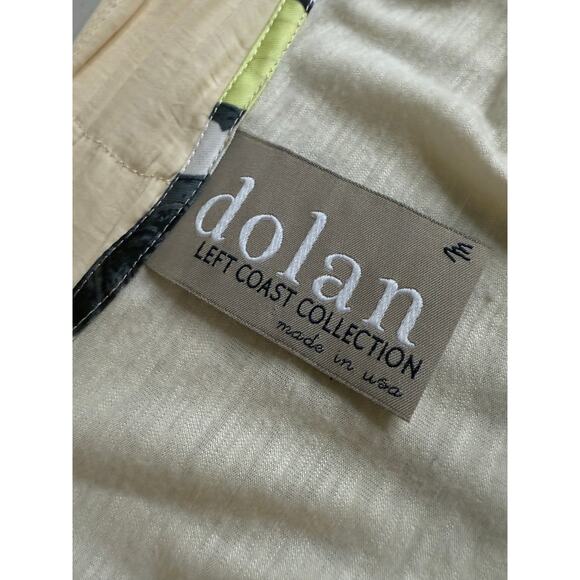 dolan
LEFT COAST COLLECTION
made in usa
M